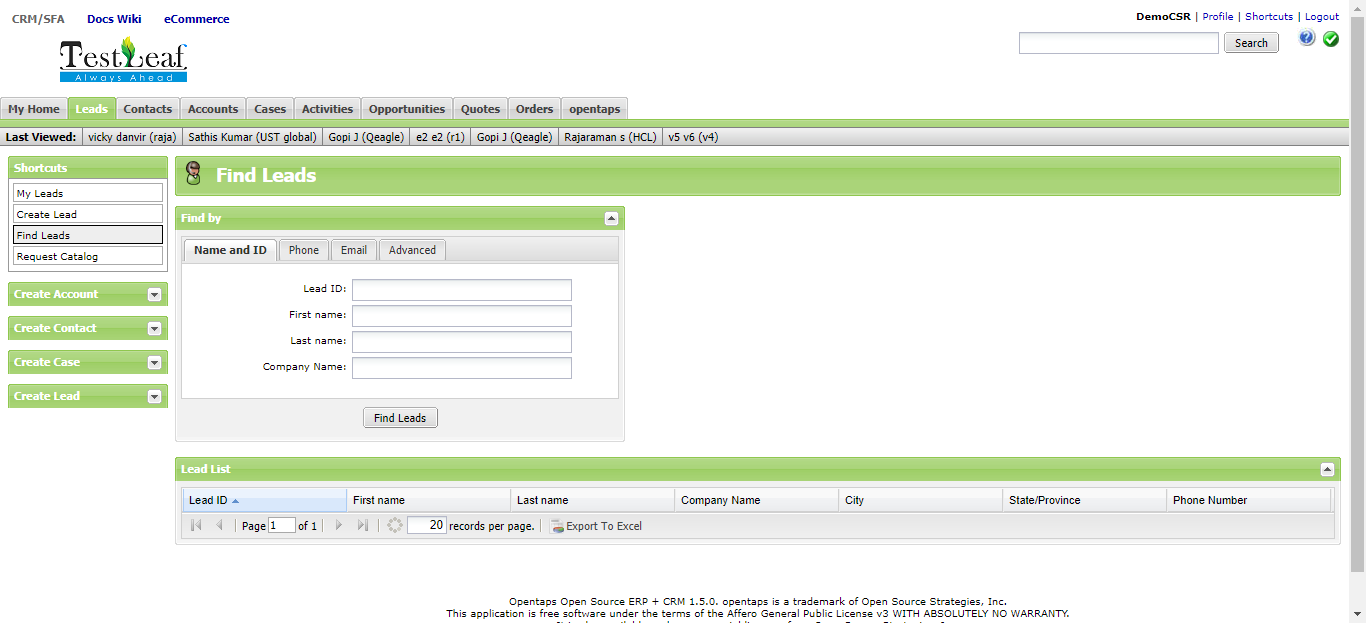 CRM/SFA Docs Wiki eCommerce
DemoCSR | Profile | Shortcuts | Logout
TestLeaf
Always Ahead
Search
My Home Leads Contacts Accounts Cases Activities Opportunities Quotes Orders opentaps
Last Viewed: vicky danvir (raja) Sathis Kumar (UST global) Gopi J (Qeagle) e2 e2 (r1) Gopi J (Qeagle) Rajaraman s (HCL) v5 v6 (v4)
Shortcuts
My Leads
Create Lead
Find Leads
Request Catalog
Create Account
Create Contact
Create Case
Create Lead
Find Leads
Find by
Name and ID Phone Email Advanced
Lead ID:
First name:
Last name:
Company Name:
Find Leads
Lead List
Lead ID First name Last name Company Name City State/Province Phone Number
Page 1 of 1 20 records per page. Export To Excel
Opentaps Open Source ERP + CRM 1.5.0. opentaps is a trademark of Open Source Strategies, Inc.
This application is free software under the terms of the Affero General Public License v3 WITH ABSOLUTELY NO WARRANTY.